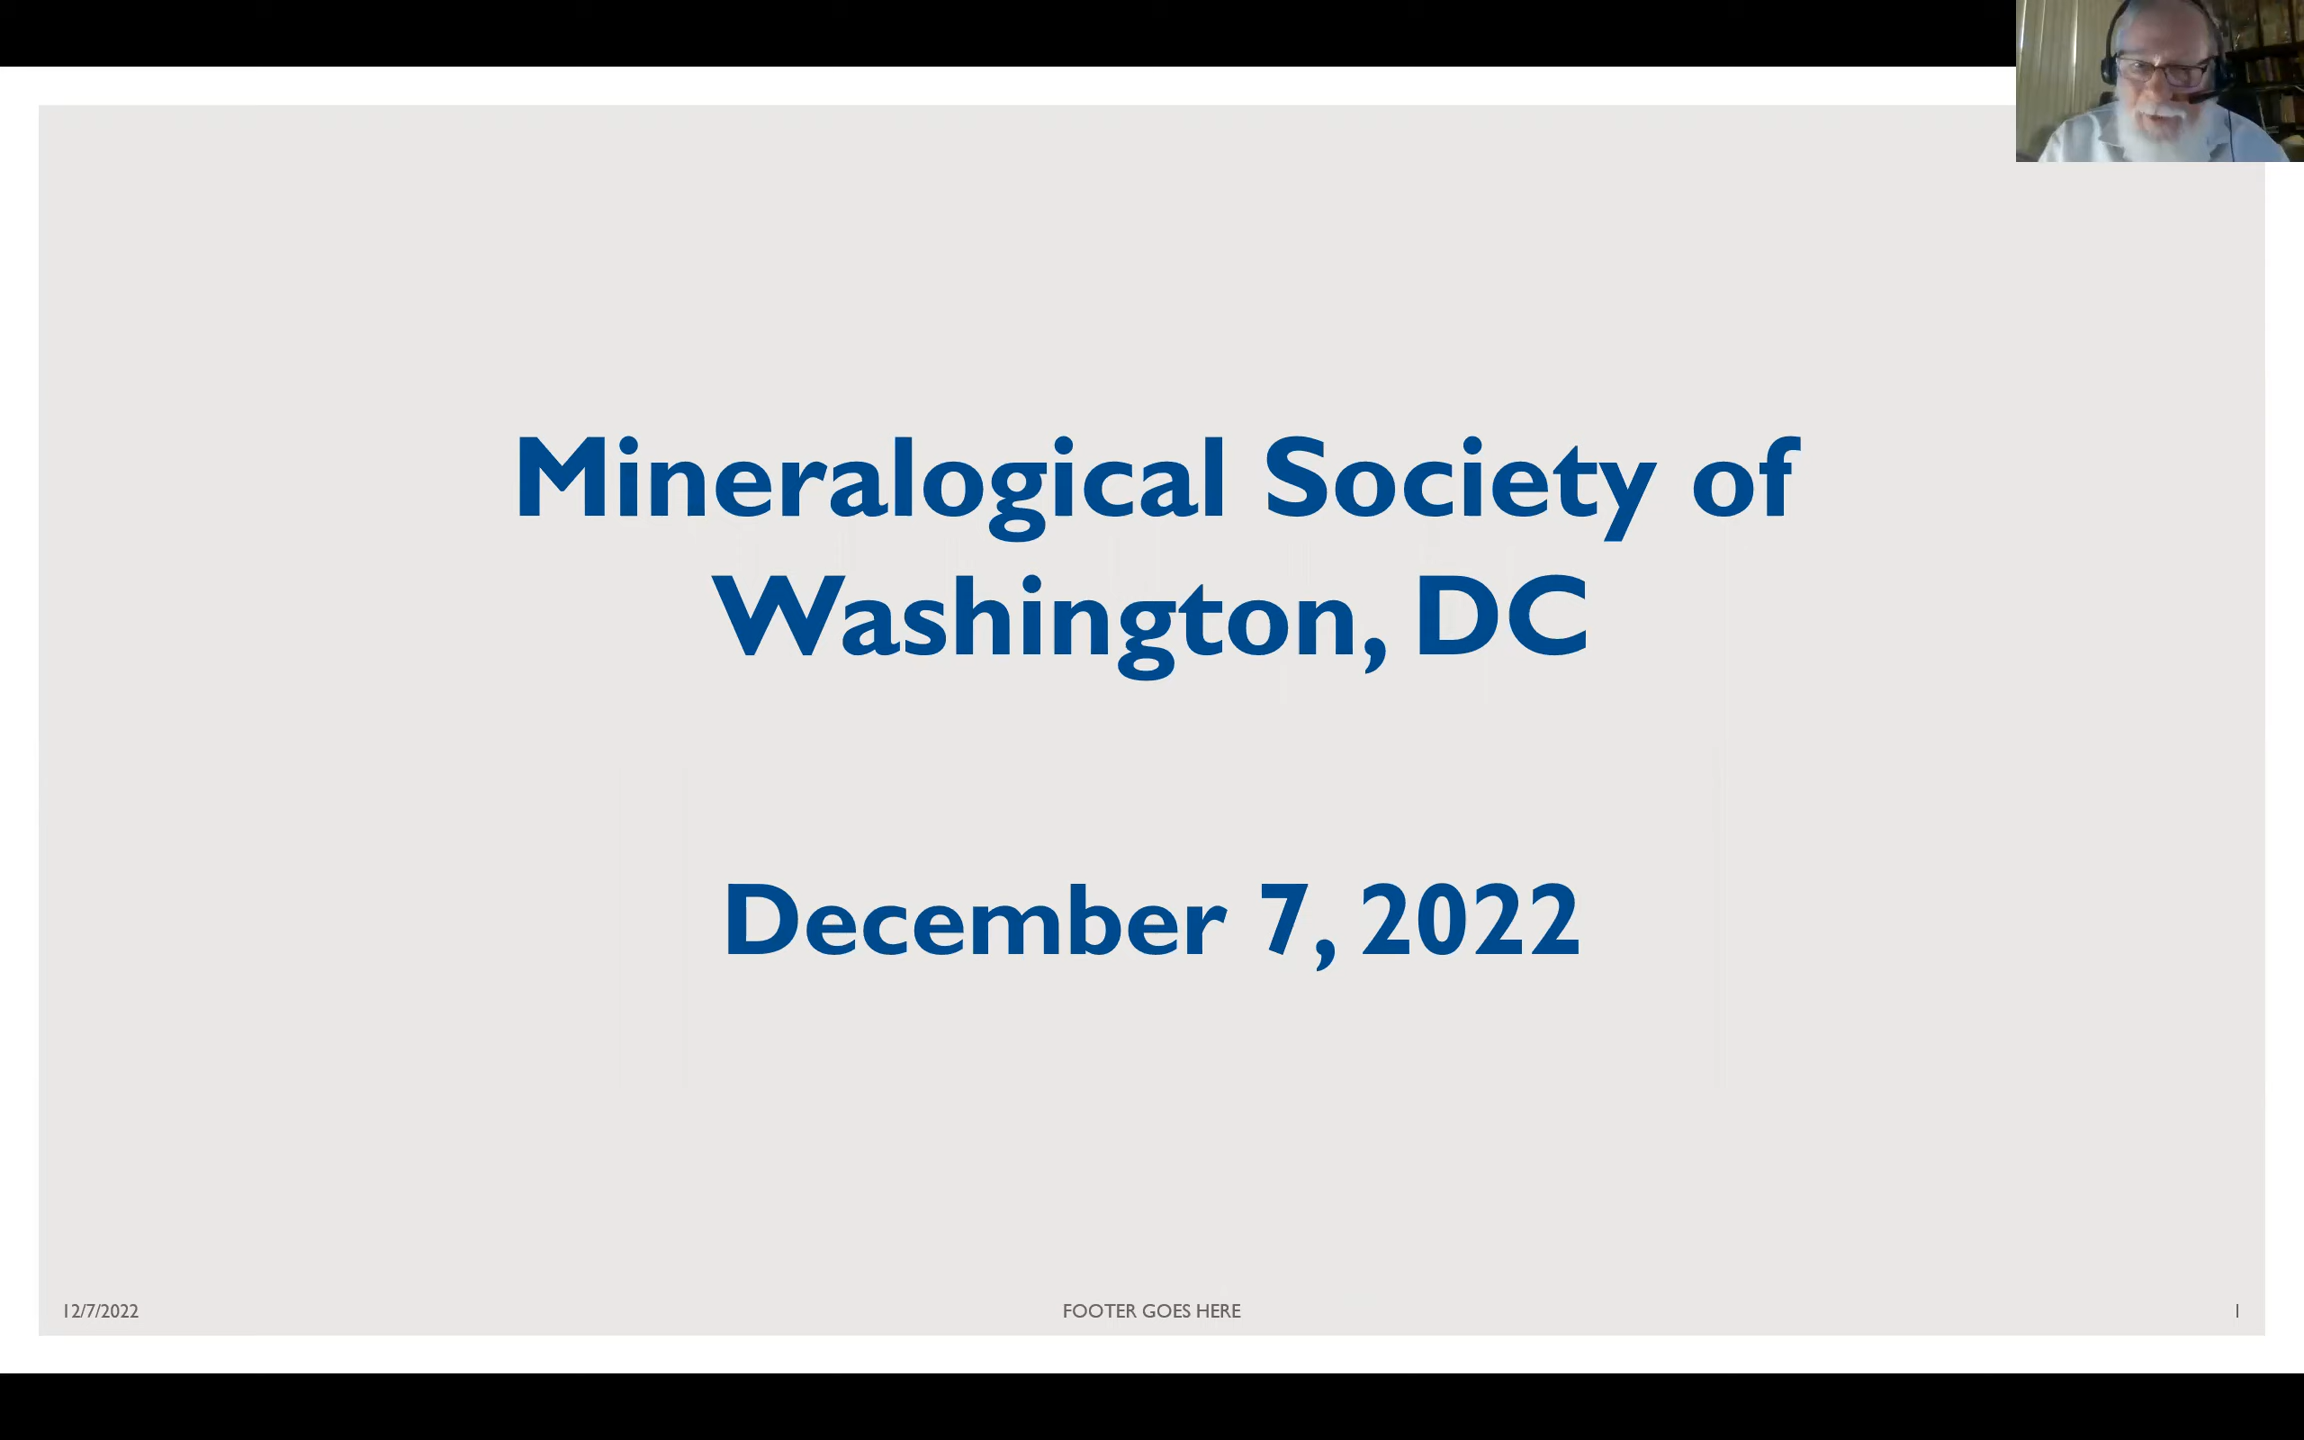 Mineralogical Society of
Washington, DC
December 7, 2022
12/7/2022
FOOTER GOES HERE
1